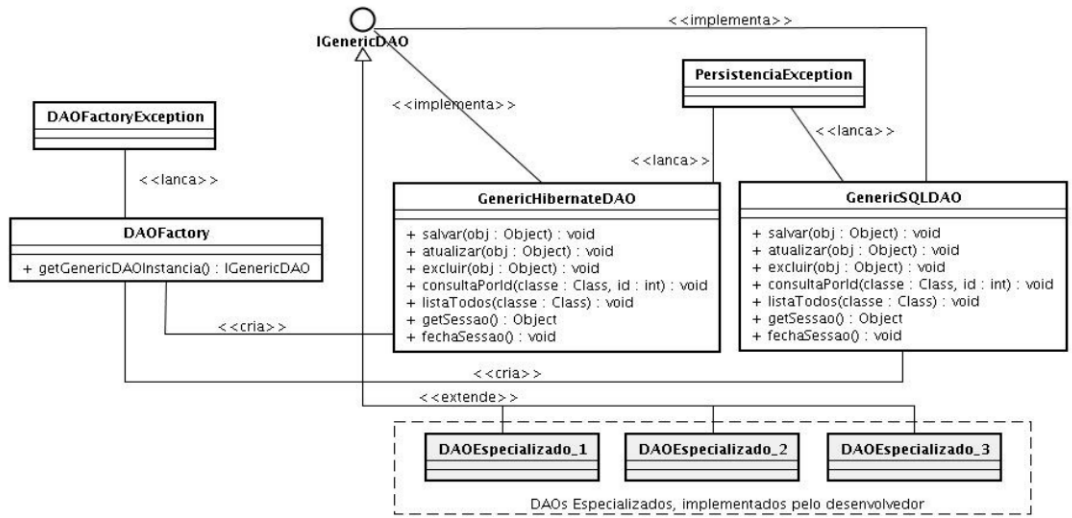 <<implementa>>
IGenericDAO
PersistenciaException
<<implementa>>
DAOFactoryException
<<lanca>>
<<lanca>>
<<lanca>>
GenericHibernateDAO
+ salvar(obj : Object) : void
+ atualizar(obj : Object) : void
+ excluir(obj : Object) : void
+ consultaPorId(classe : Class, id : int) : void
+ listaTodos(classe : Class) : void
+ getSessao() : Object
+ fechaSessao() : void
GenericSQLDAO
+ salvar(obj : Object) : void
+ atualizar(obj : Object) : void
+ excluir(obj : Object) : void
+ consultaPorId(classe : Class, id : int) : void
+ listaTodos(classe : Class) : void
+ getSessao() : Object
+ fechaSessao() : void
DAOFactory
+ getGenericDAOInstancia() : IGenericDAO
<<cria>>
<<cria>>
<<extende>>
DAOEspecializado_1
DAOEspecializado_2
DAOEspecializado_3
DAOs Especializados, implementados pelo desenvolvedor